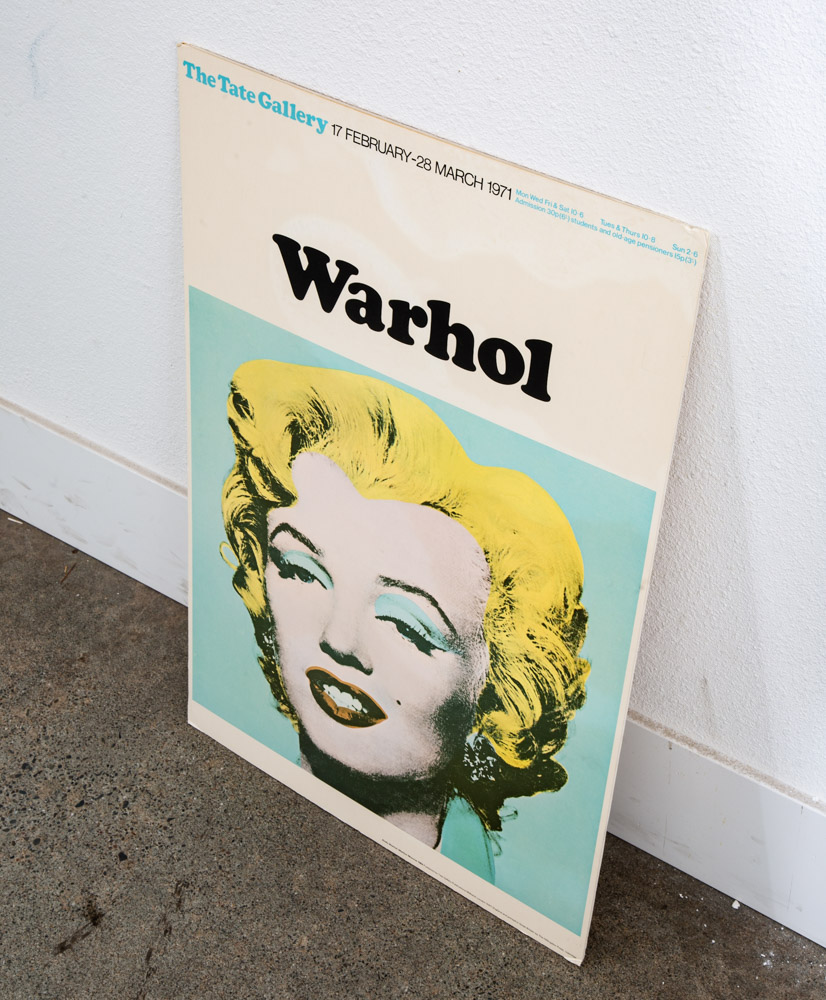 The Tate Gallery 17 FEBRUARY-28 MARCH 1971
Mon Wed Fri & Sat 10-6 Tues & Thurs 10-8 Sun 2-6
Admission 30p (6/-) students and old-age pensioners 15p (3/-)
Warhol